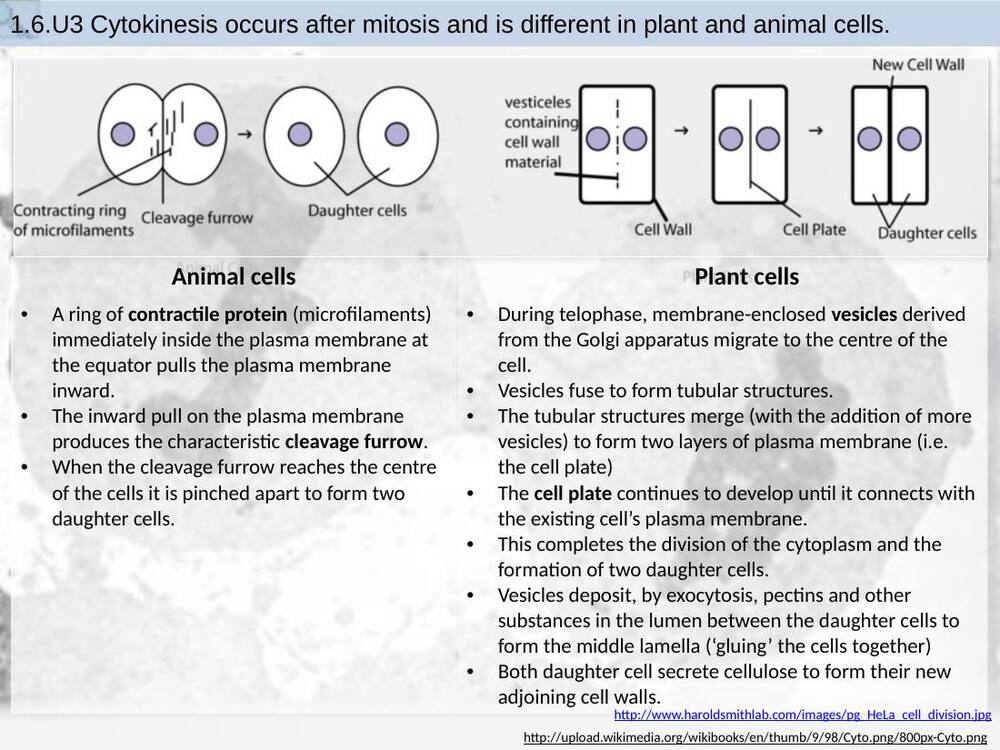 1.6.U3 Cytokinesis occurs after mitosis and is different in plant and animal cells.
Contracting ring
of microfilaments
Cleavage furrow
Daughter cells
vesticeles
containing
cell wall
material
Cell Wall
Cell Plate
New Cell Wall
Daughter cells
Animal cells
• A ring of contractile protein (microfilaments)
immediately inside the plasma membrane at
the equator pulls the plasma membrane
inward.
• The inward pull on the plasma membrane
produces the characteristic cleavage furrow.
• When the cleavage furrow reaches the centre
of the cells it is pinched apart to form two
daughter cells.
Plant cells
• During telophase, membrane-enclosed vesicles derived
from the Golgi apparatus migrate to the centre of the
cell.
• Vesicles fuse to form tubular structures.
• The tubular structures merge (with the addition of more
vesicles) to form two layers of plasma membrane (i.e.
the cell plate)
• The cell plate continues to develop until it connects with
the existing cell’s plasma membrane.
• This completes the division of the cytoplasm and the
formation of two daughter cells.
• Vesicles deposit, by exocytosis, pectins and other
substances in the lumen between the daughter cells to
form the middle lamella (‘gluing’ the cells together)
• Both daughter cell secrete cellulose to form their new
adjoining cell walls.
http://www.haroldsmithlab.com/images/pg_HeLa_cell_division.jpg
http://upload.wikimedia.org/wikibooks/en/thumb/9/98/Cyto.png/800px-Cyto.png